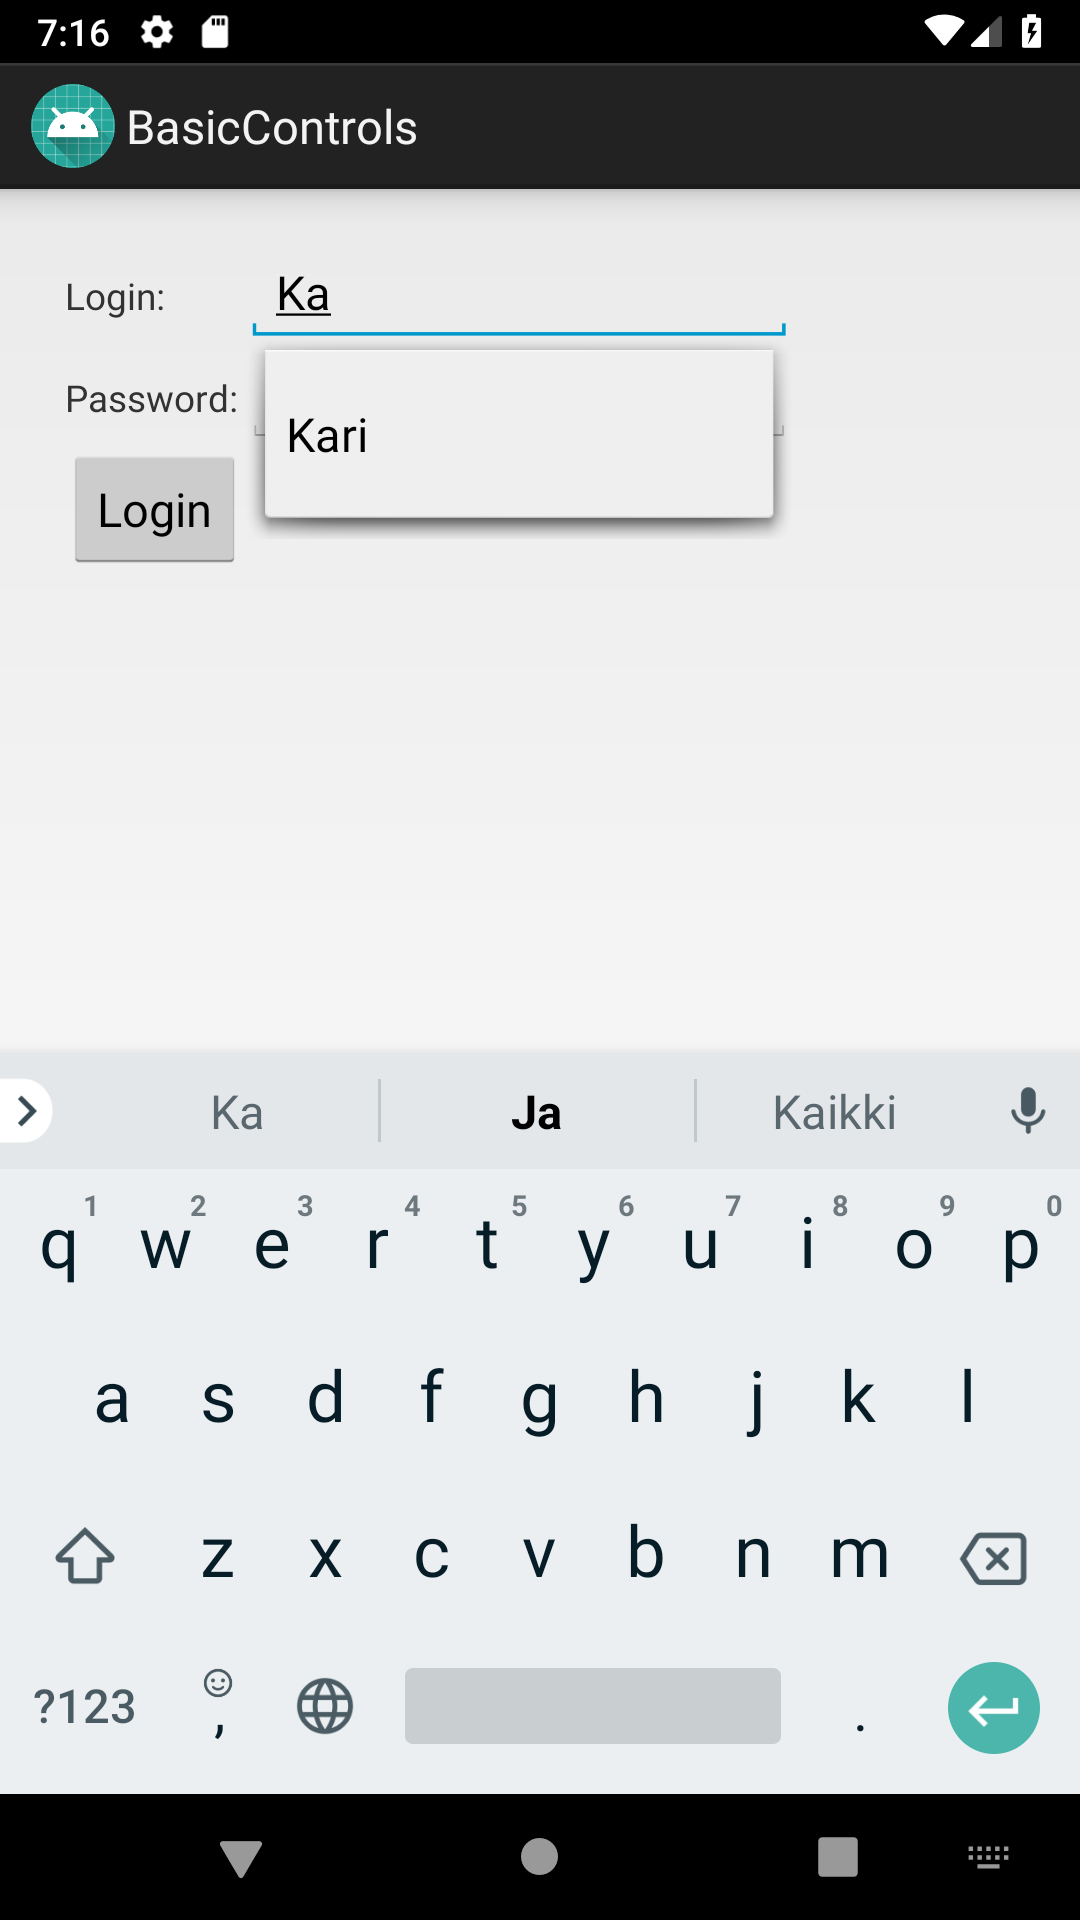 7:16
BasicControls
Login: Ka
Password:
Kari
Login
Ka Ja Kaikki
1 2 3 4 5 6 7 8 9 0
q w e r t y u i o p
a s d f g h j k l
z x c v b n m
?123 , .